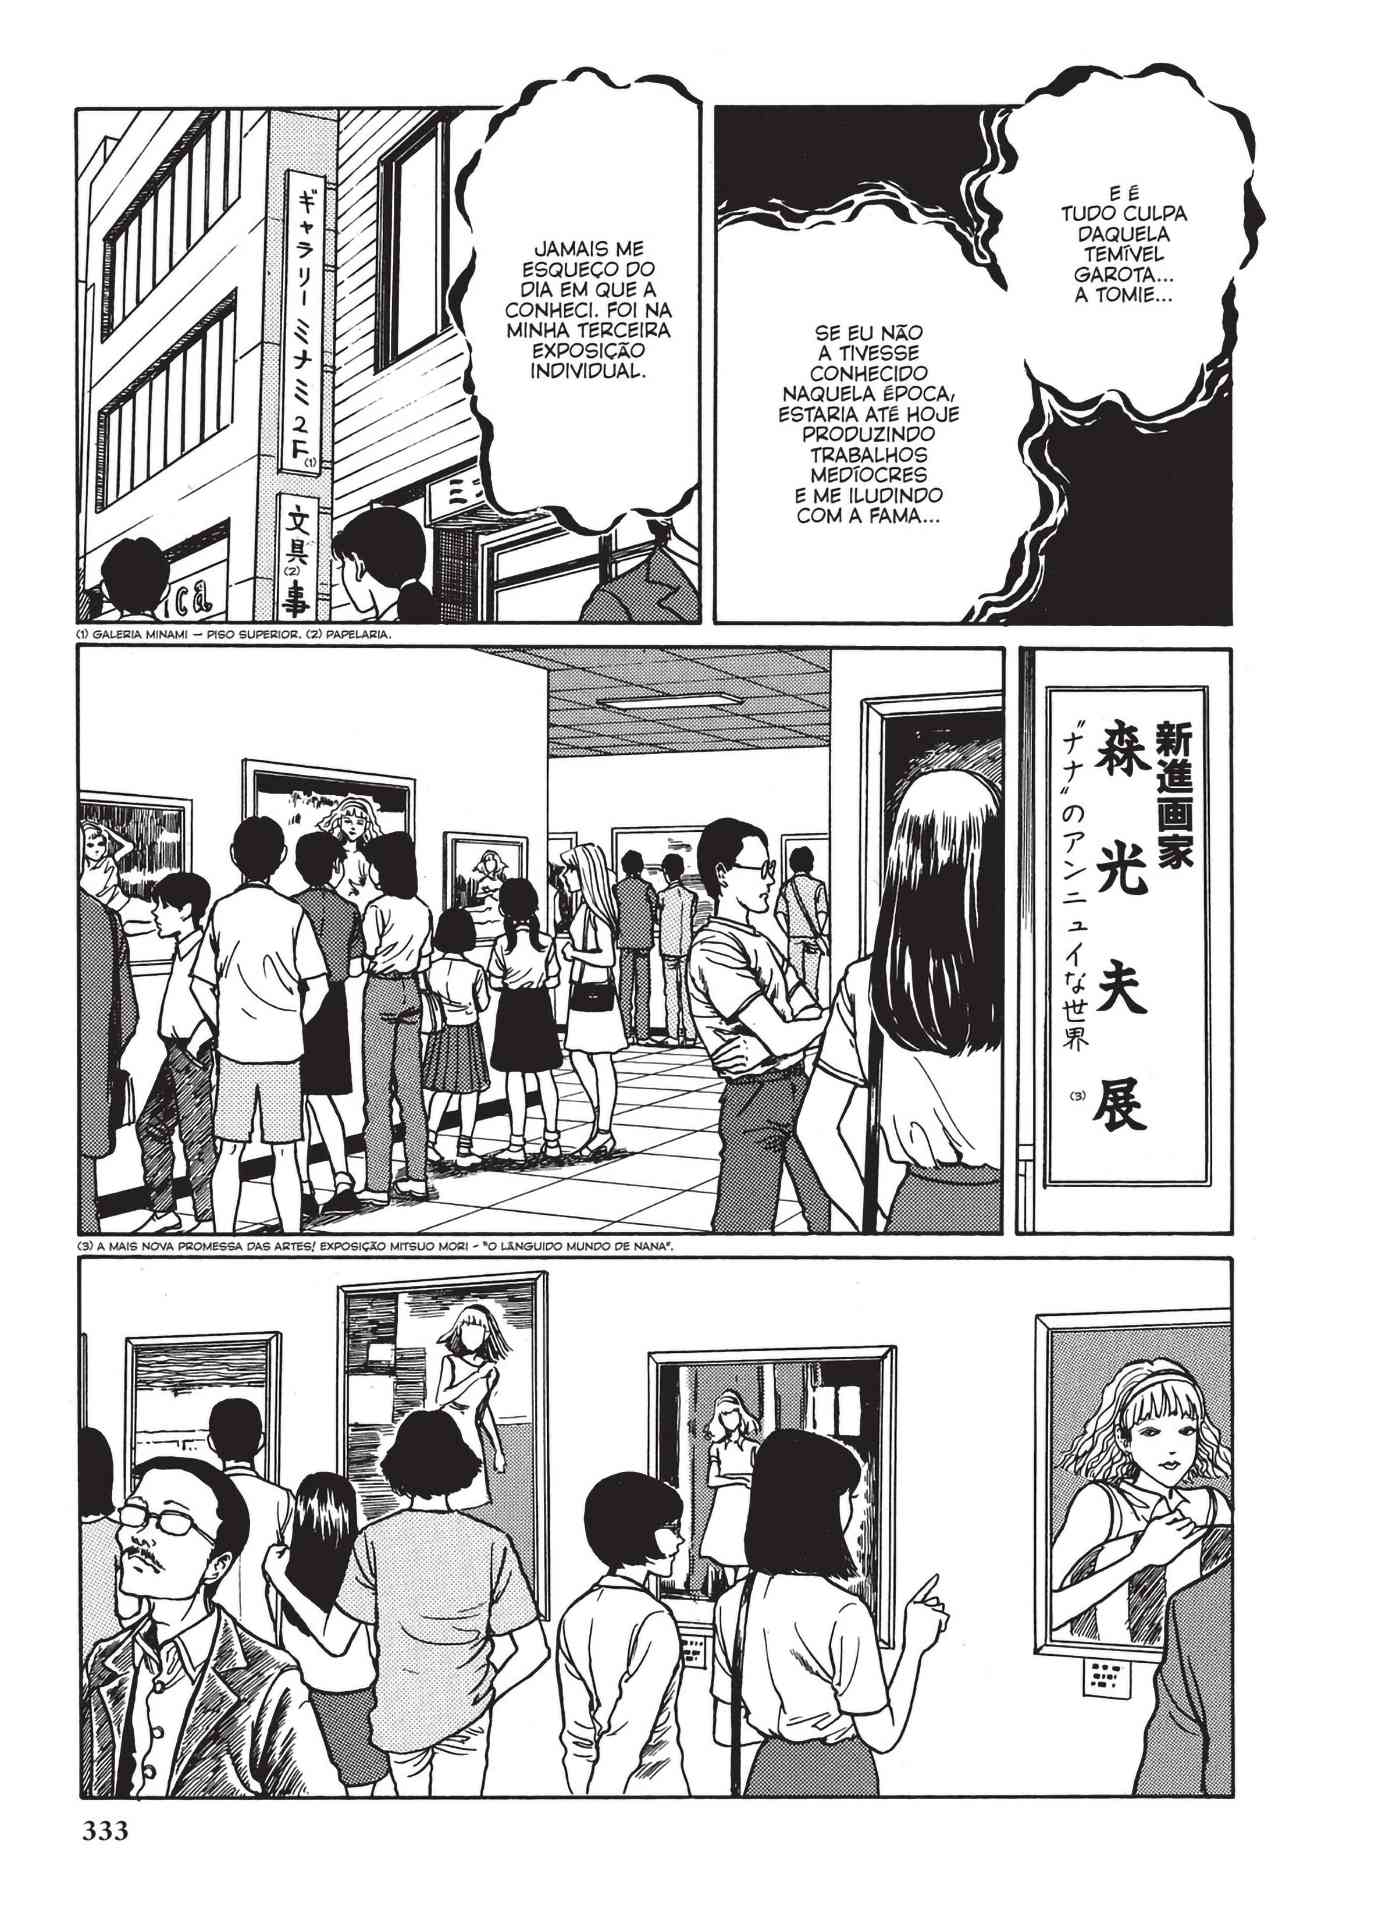 E É
TUDO CULPA
DAQUELA
TEMÍVEL
GAROTA...
A TOMIE...
SE EU NÃO
A TIVESSE
CONHECIDO
NAQUELA ÉPOCA,
ESTARIA ATÉ HOJE
PRODUZINDO
TRABALHOS
MEDÍOCRES
E ME ILUDINDO
COM A FAMA...
JAMAIS ME
ESQUEÇO DO
DIA EM QUE A
CONHECI. FOI NA
MINHA TERCEIRA
EXPOSIÇÃO
INDIVIDUAL.
ギャラリーミナミ2F
(1)
文具
(2)
事
ica
(1) GALERIA MINAMI – PISO SUPERIOR. (2) PAPELARIA.
新進画家
森光夫展
"ナナ"のアンニュイな世界
(3)
(3) A MAIS NOVA PROMESSA DAS ARTES! EXPOSIÇÃO MITSUO MORI - "O LÂNGUIDO MUNDO DE NANA".
333